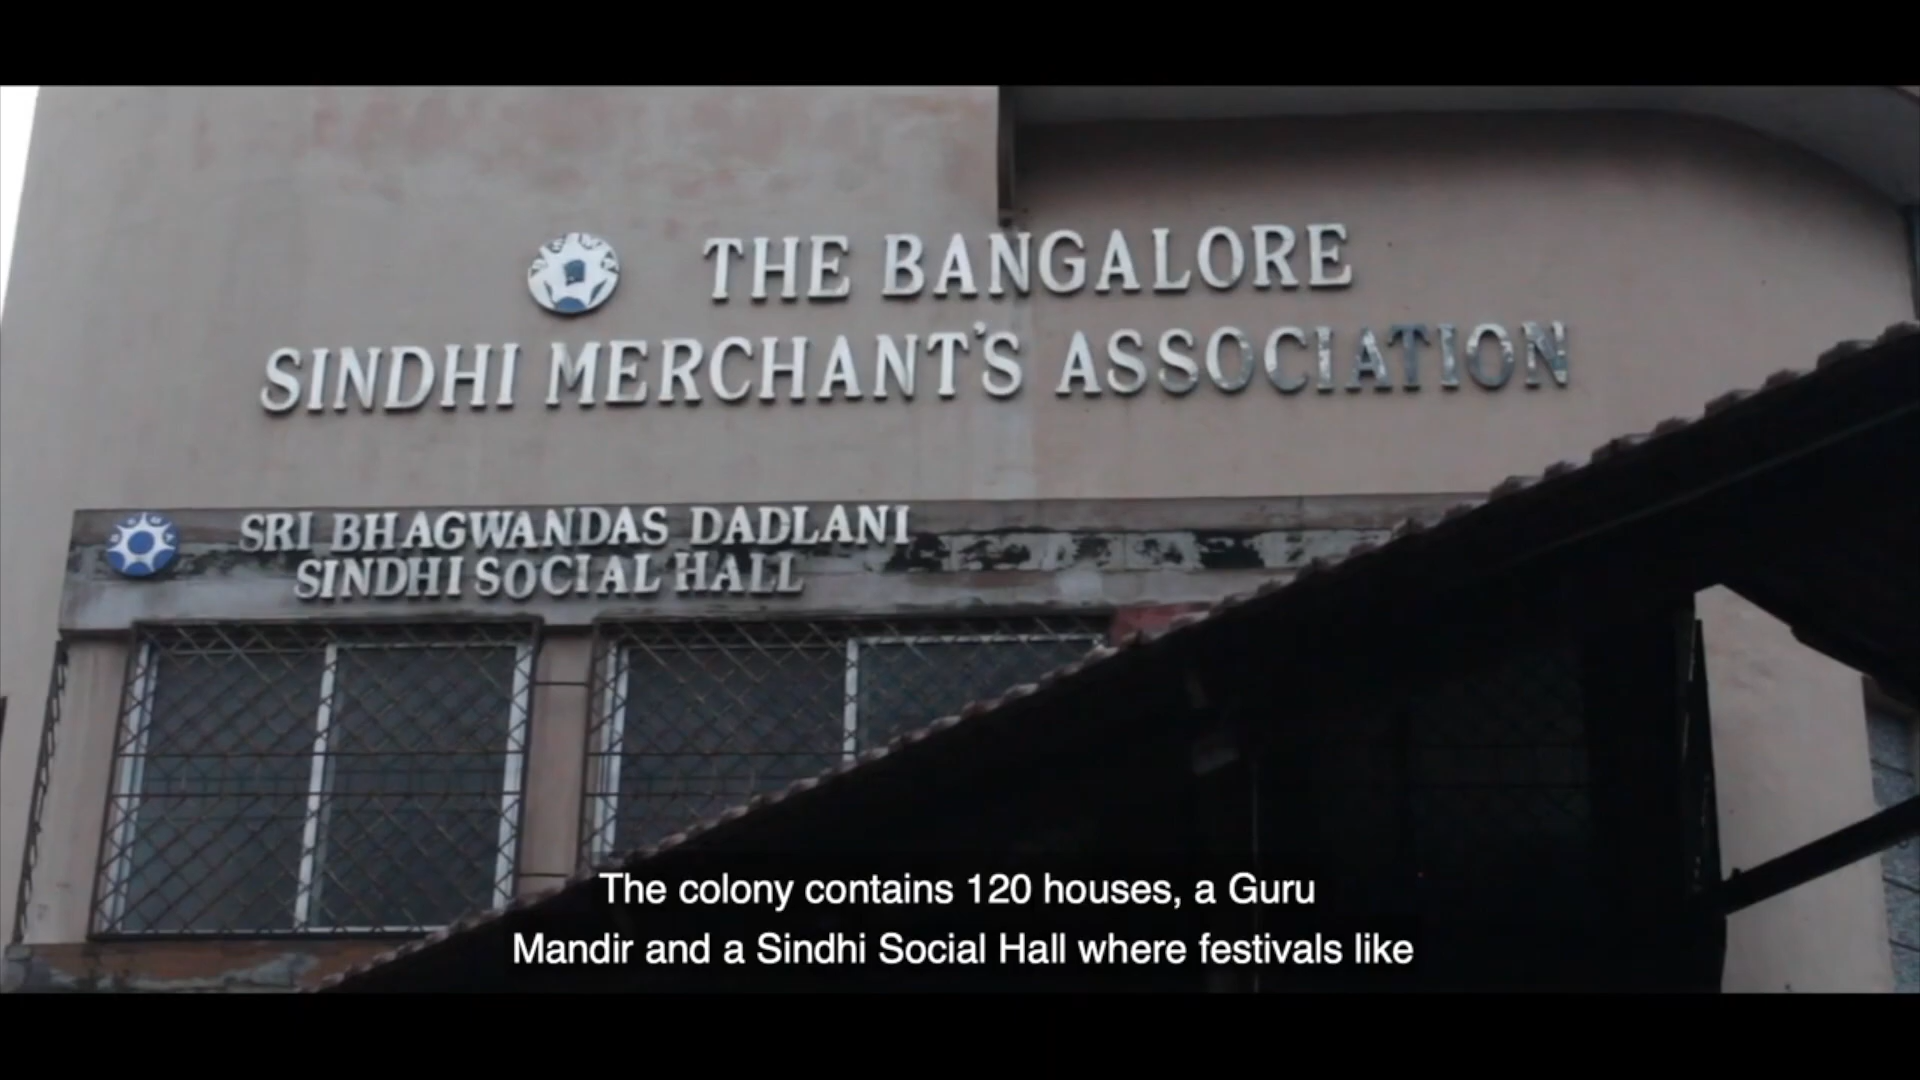 THE BANGALORE
SINDHI MERCHANT'S ASSOCIATION
SRI BHAGWANDAS DADLANI
SINDHI SOCIAL HALL
The colony contains 120 houses, a Guru
Mandir and a Sindhi Social Hall where festivals like